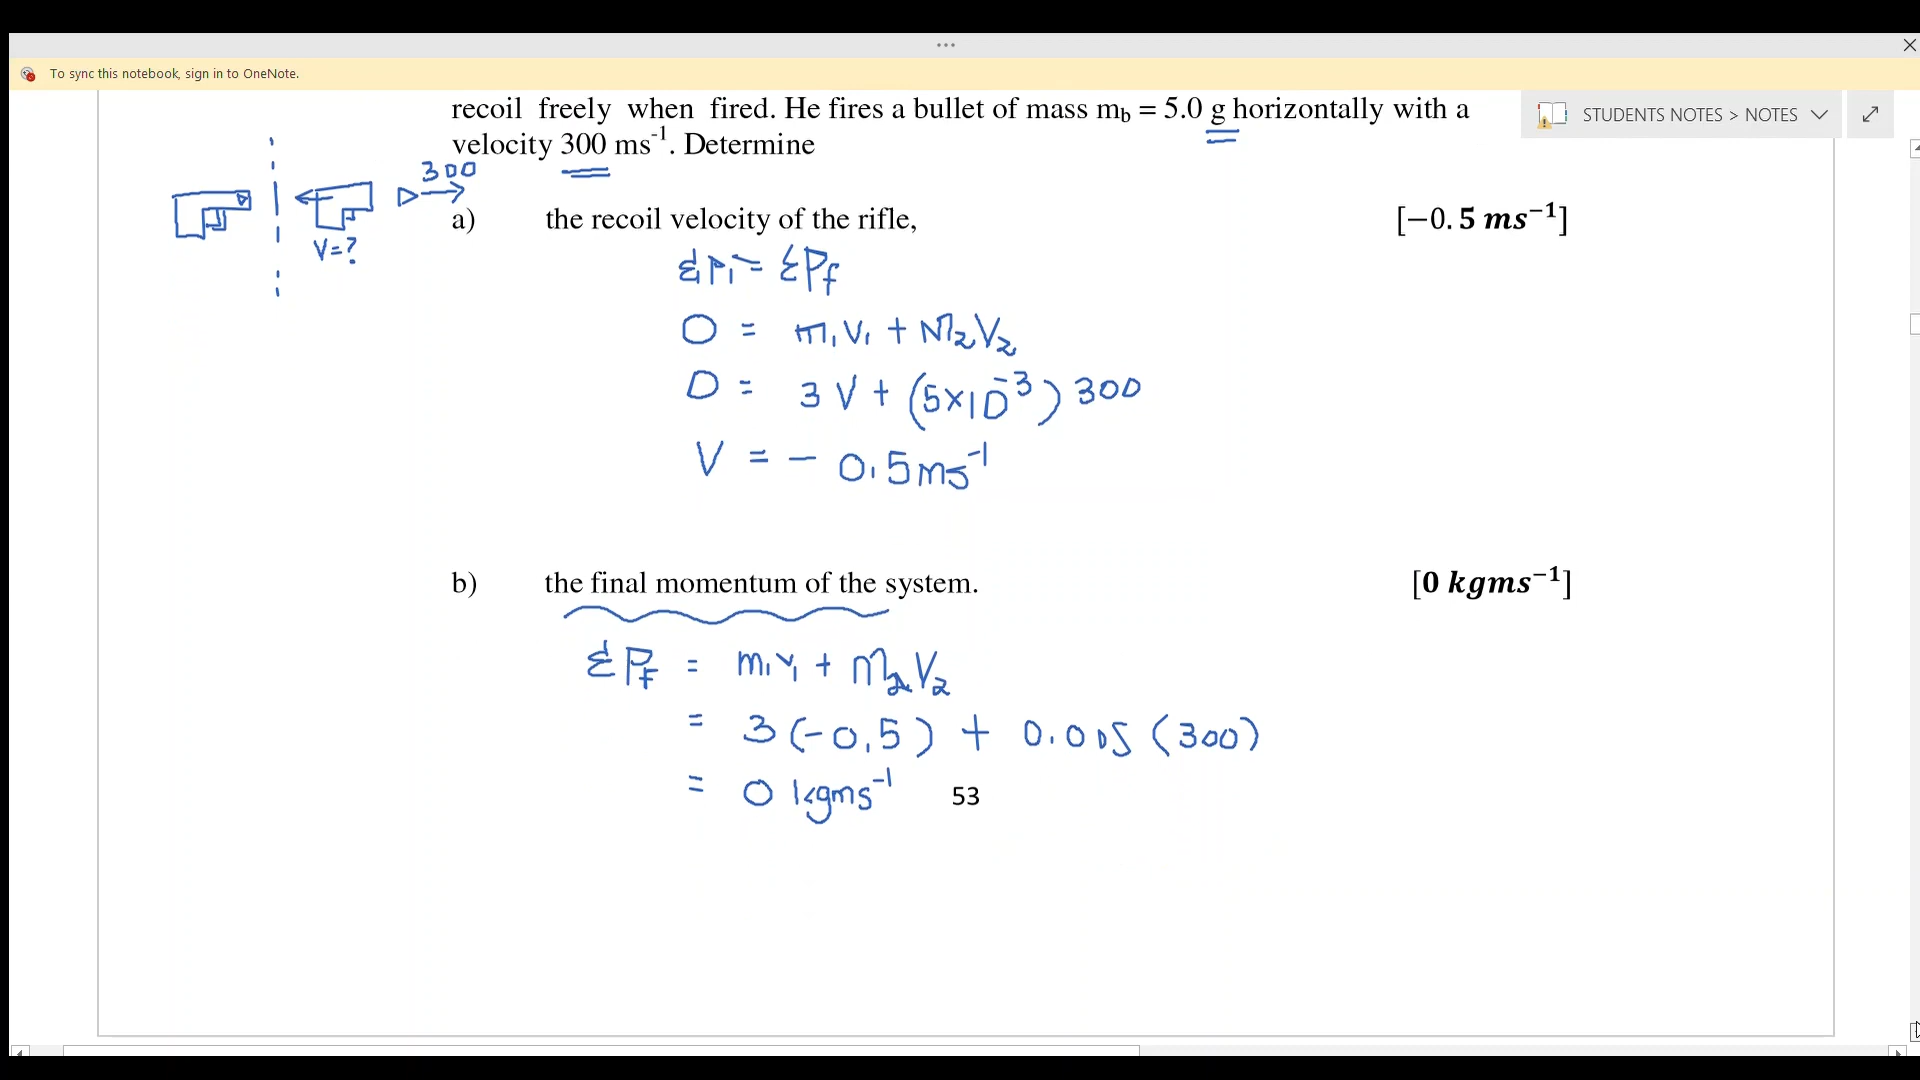 To sync this notebook, sign in to OneNote.
STUDENTS NOTES > NOTES
recoil freely when fired. He fires a bullet of mass m_b = 5.0 g horizontally with a
velocity 300 ms⁻¹. Determine
300
V=?
a) the recoil velocity of the rifle, [−0.5 ms⁻¹]
ΣPi = ΣPf
0 = m₁V₁ + m₂V₂
0 = 3V + (5×10⁻³)300
V = - 0.5ms⁻¹
b) the final momentum of the system. [0 kgms⁻¹]
ΣPf = m₁v₁ + m₂V₂
= 3(-0.5) + 0.005(300)
= 0 kgms⁻¹
53